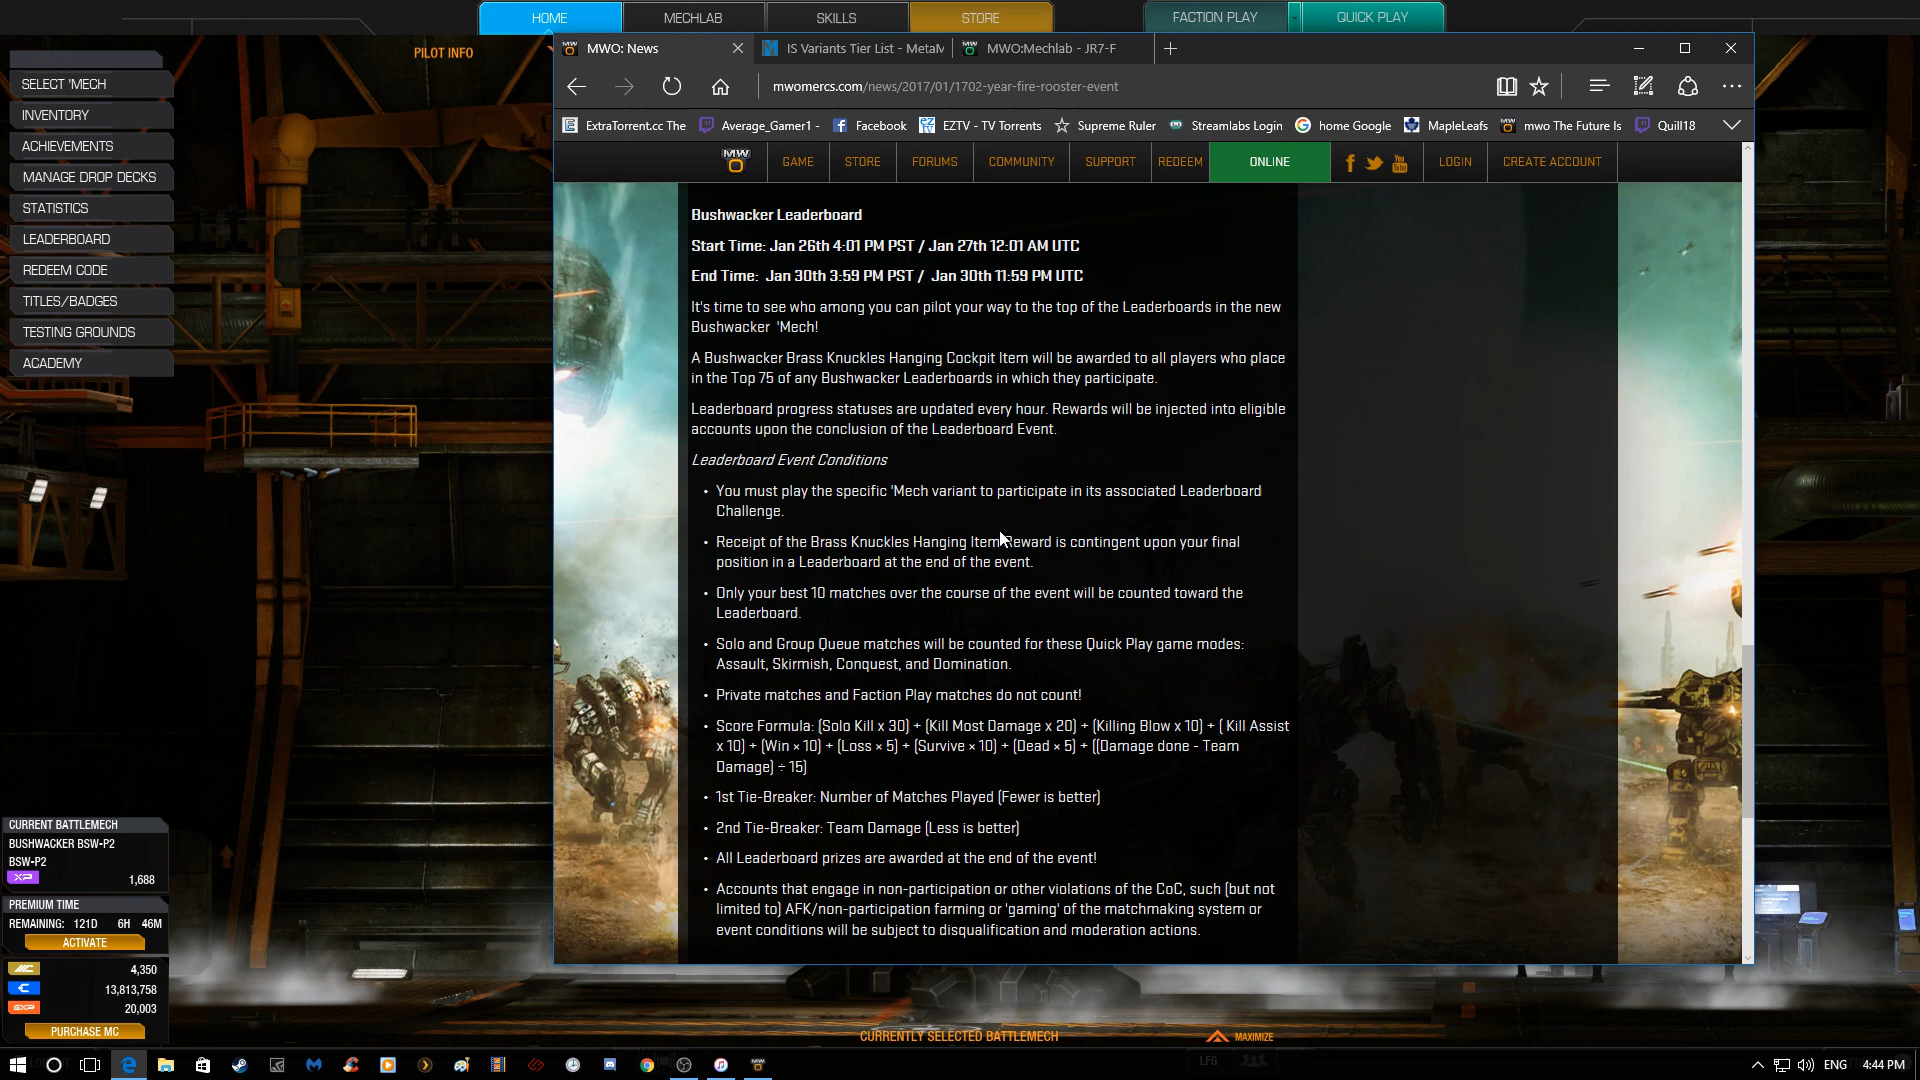 HOME
MECHLAB
SKILLS
STORE
FACTION PLAY
QUICK PLAY
PILOT INFO
SELECT 'MECH
INVENTORY
ACHIEVEMENTS
MANAGE DROP DECKS
STATISTICS
LEADERBOARD
REDEEM CODE
TITLES/BADGES
TESTING GROUNDS
ACADEMY
MWO: News
IS Variants Tier List - MetaM
MWO:Mechlab - JR7-F
mwomercs.com/news/2017/01/1702-year-fire-rooster-event
ExtraTorrent.cc The
Average_Gamer1 -
Facebook
EZTV - TV Torrents
Supreme Ruler
Streamlabs Login
home Google
MapleLeafs
mwo The Future Is
Quill18
MW
GAME
STORE
FORUMS
COMMUNITY
SUPPORT
REDEEM
ONLINE
LOGIN
CREATE ACCOUNT
Bushwacker Leaderboard
Start Time: Jan 26th 4:01 PM PST / Jan 27th 12:01 AM UTC
End Time:  Jan 30th 3:59 PM PST /  Jan 30th 11:59 PM UTC
It's time to see who among you can pilot your way to the top of the Leaderboards in the new
Bushwacker  'Mech!
A Bushwacker Brass Knuckles Hanging Cockpit Item will be awarded to all players who place
in the Top 75 of any Bushwacker Leaderboards in which they participate.
Leaderboard progress statuses are updated every hour. Rewards will be injected into eligible
accounts upon the conclusion of the Leaderboard Event.
Leaderboard Event Conditions
• You must play the specific 'Mech variant to participate in its associated Leaderboard
Challenge.
• Receipt of the Brass Knuckles Hanging Item Reward is contingent upon your final
position in a Leaderboard at the end of the event.
• Only your best 10 matches over the course of the event will be counted toward the
Leaderboard.
• Solo and Group Queue matches will be counted for these Quick Play game modes:
Assault, Skirmish, Conquest, and Domination.
• Private matches and Faction Play matches do not count!
• Score Formula: (Solo Kill x 30) + (Kill Most Damage x 20) + (Killing Blow x 10) + ( Kill Assist
x 10) + (Win × 10) + (Loss × 5) + (Survive × 10) + (Dead × 5) + ((Damage done - Team
Damage) ÷ 15)
• 1st Tie-Breaker: Number of Matches Played (Fewer is better)
• 2nd Tie-Breaker: Team Damage (Less is better)
• All Leaderboard prizes are awarded at the end of the event!
• Accounts that engage in non-participation or other violations of the CoC, such (but not
limited to) AFK/non-participation farming or 'gaming' of the matchmaking system or
event conditions will be subject to disqualification and moderation actions.
CURRENT BATTLEMECH
BUSHWACKER BSW-P2
BSW-P2
XP 1,688
PREMIUM TIME
REMAINING: 121D 6H 46M
ACTIVATE
MC 4,350
C 13,813,758
GXP 20,003
PURCHASE MC
CURRENTLY SELECTED BATTLEMECH
MAXIMIZE
LFG
ENG
4:44 PM